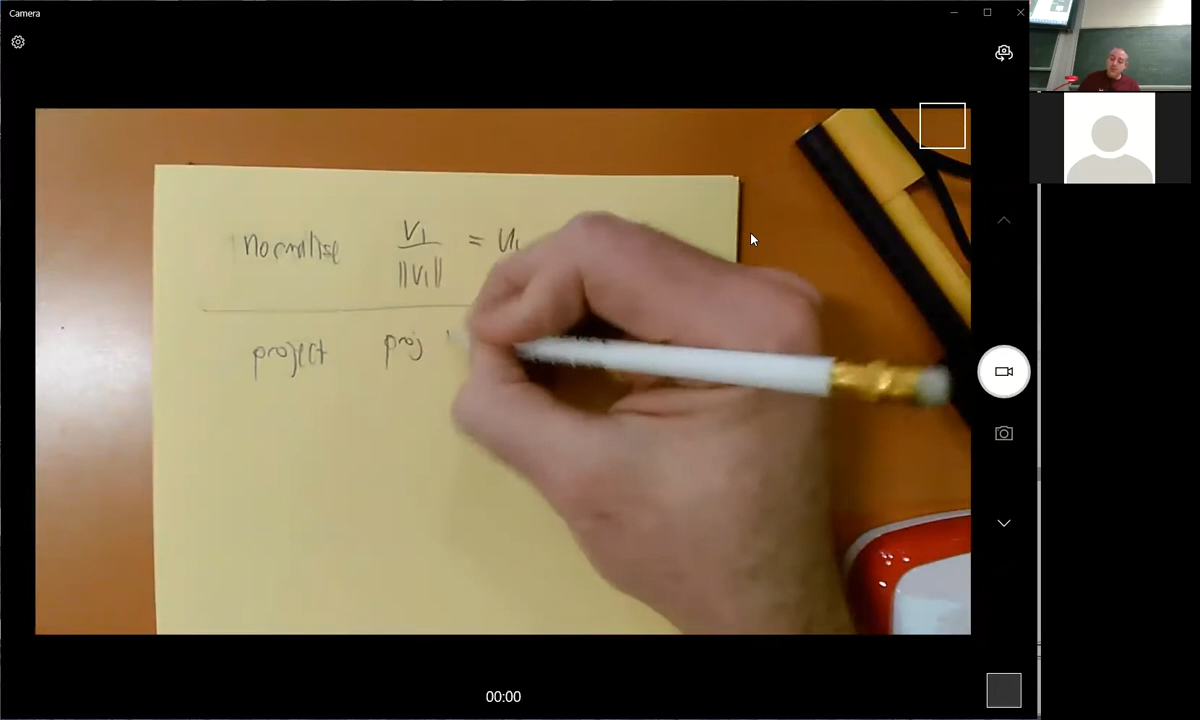 Camera
normalise V₁ = U₁
||V₁||
project proj
00:00